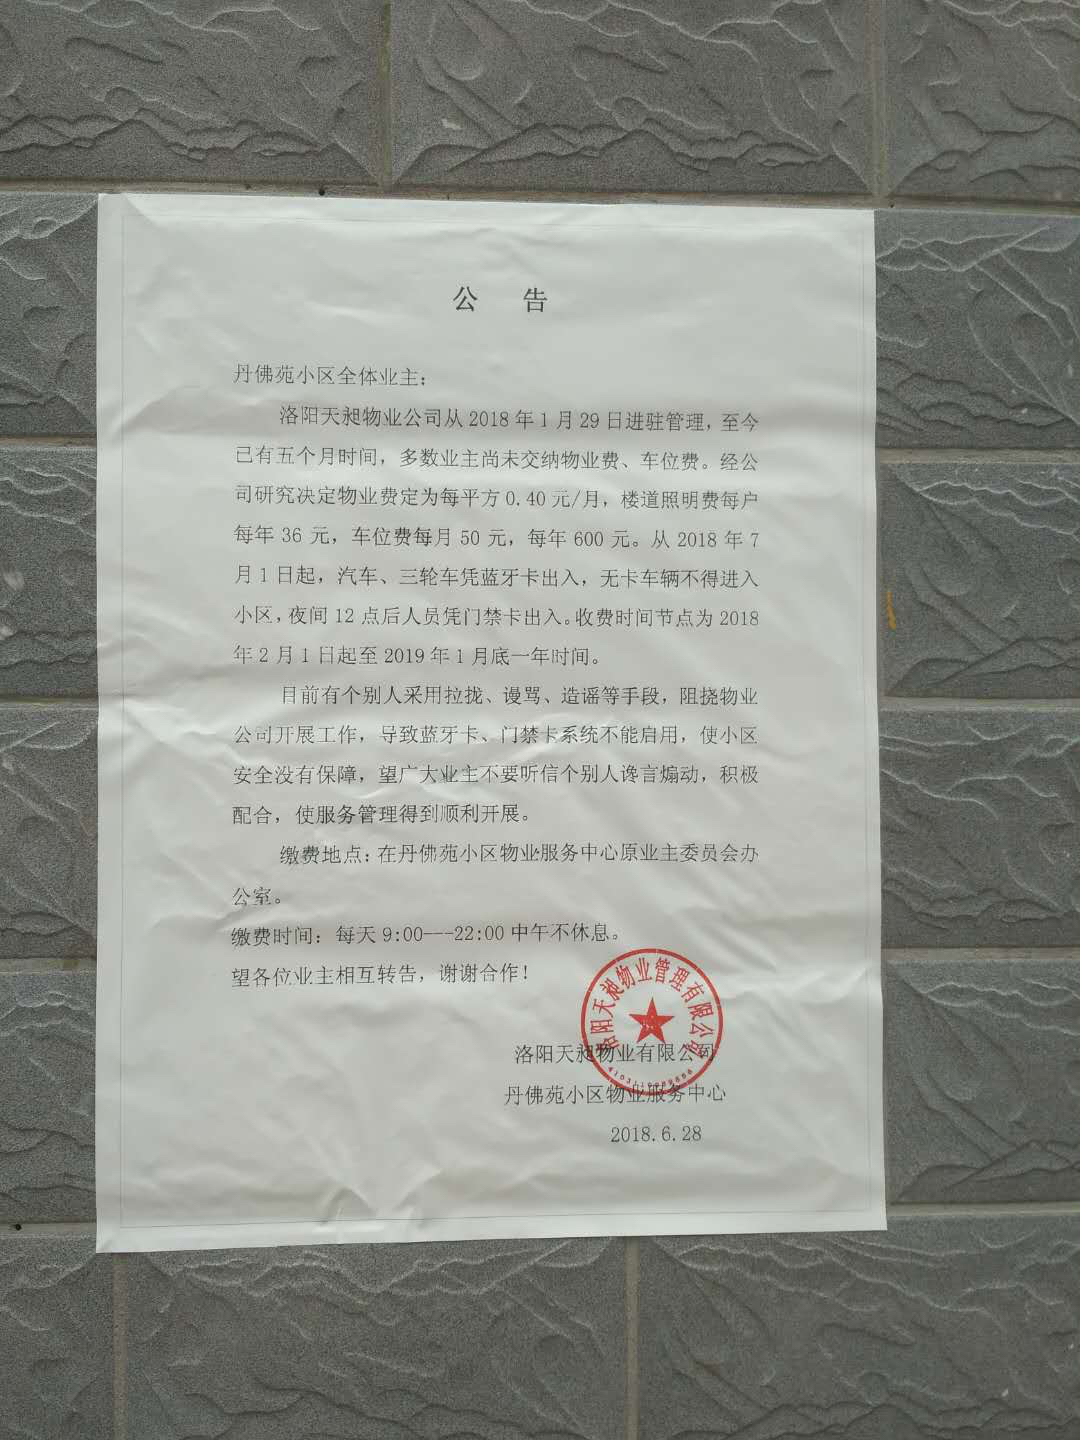 公 告
丹佛苑小区全体业主：
洛阳天昶物业公司从2018年1月29日进驻管理，至今
已有五个月时间，多数业主尚未交纳物业费、车位费。经公
司研究决定物业费定为每平方0.40元/月，楼道照明费每户
每年36元，车位费每月50元，每年600元。从2018年7
月1日起，汽车、三轮车凭蓝牙卡出入，无卡车辆不得进入
小区，夜间12点后人员凭门禁卡出入。收费时间节点为2018
年2月1日起至2019年1月底一年时间。
目前有个别人采用拉拢、谩骂、造谣等手段，阻挠物业
公司开展工作，导致蓝牙卡、门禁卡系统不能启用，使小区
安全没有保障，望广大业主不要听信个别人谗言煽动，积极
配合，使服务管理得到顺利开展。
缴费地点：在丹佛苑小区物业服务中心原业主委员会办
公室。
缴费时间：每天9:00---22:00中午不休息。
望各位业主相互转告，谢谢合作！
洛阳天昶物业管理有限公司
洛阳天昶物业有限公司
丹佛苑小区物业服务中心
2018.6.28